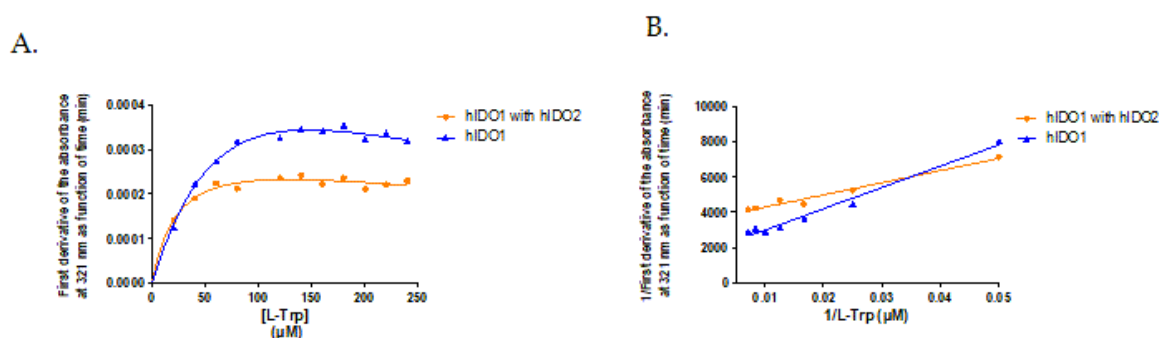 A.
First derivative of the absorbance
at 321 nm as function of time (min)
0.0004
0.0003
0.0002
0.0001
0.0000
0
50
100
150
200
250
[L-Trp]
(µM)
hIDO1 with hIDO2
hIDO1
B.
1/First derivative of the absorbance
at 321 nm as function of time (min)
10000
8000
6000
4000
2000
0
0.01
0.02
0.03
0.04
0.05
1/L-Trp (µM)
hIDO1 with hIDO2
hIDO1